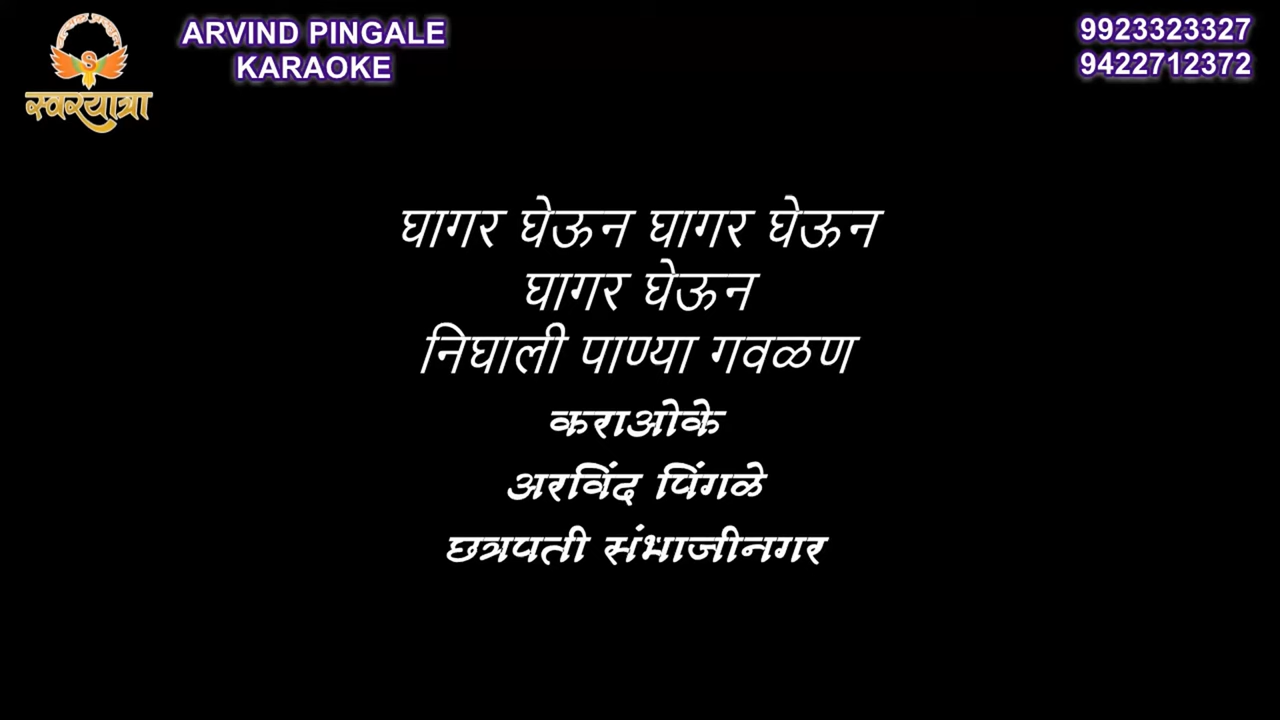 ARVIND PINGALE
KARAOKE
9923323327
9422712372
स्वरयात्रा
घागर घेऊन घागर घेऊन
घागर घेऊन
निघाली पाण्या गवळण
कराओके
अरविंद पिंगळे
छत्रपती संभाजीनगर